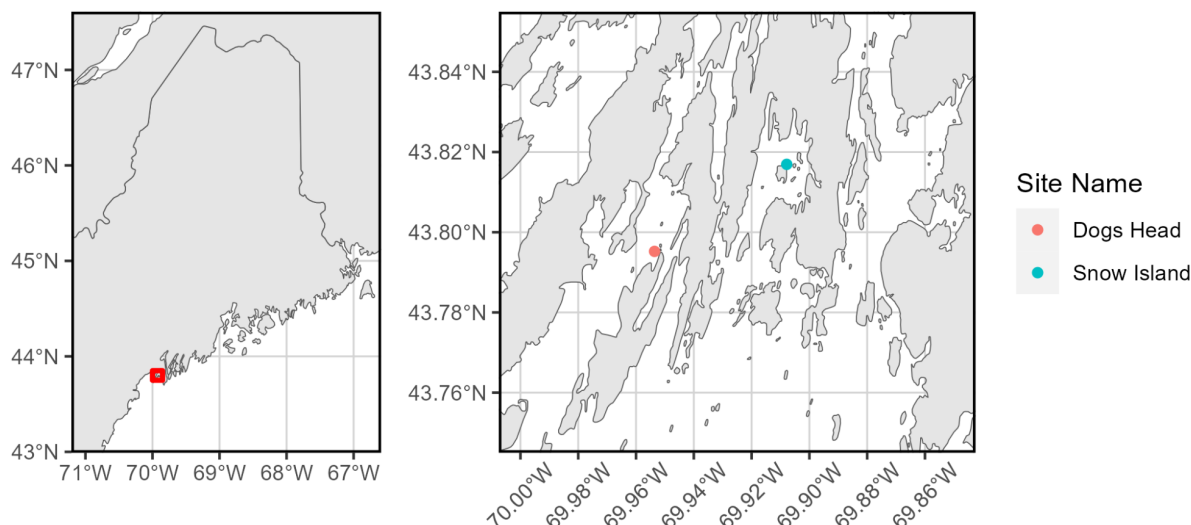 47°N
46°N
45°N
44°N
43°N
71°W
70°W
69°W
68°W
67°W
43.84°N
43.82°N
43.80°N
43.78°N
43.76°N
70.00°W
69.98°W
69.96°W
69.94°W
69.92°W
69.90°W
69.88°W
69.86°W
Site Name
Dogs Head
Snow Island